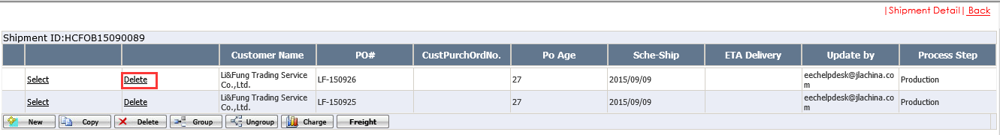 |Shipment Detail| Back
Shipment ID:HCFOB15090089
Customer Name PO# CustPurchOrdNo. Po Age Sche-Ship ETA Delivery Update by Process Step
Select Delete Li&Fung Trading Service Co.,Ltd. LF-150926 27 2015/09/09 eechelpdesk@jlachina.com Production
Select Delete Li&Fung Trading Service Co.,Ltd. LF-150925 27 2015/09/09 eechelpdesk@jlachina.com Production
New Copy Delete Group Ungroup Charge Freight